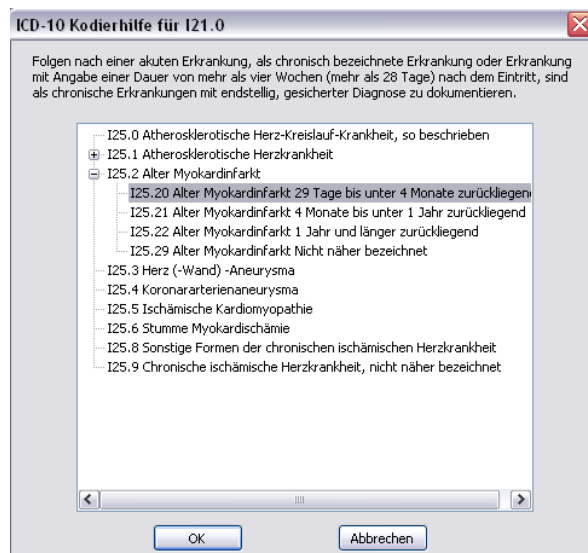 ICD-10 Kodierhilfe für I21.0
Folgen nach einer akuten Erkrankung, als chronisch bezeichnete Erkrankung oder Erkrankung
mit Angabe einer Dauer von mehr als vier Wochen (mehr als 28 Tage) nach dem Eintritt, sind
als chronische Erkrankungen mit endstellig, gesicherter Diagnose zu dokumentieren.
I25.0 Atherosklerotische Herz-Kreislauf-Krankheit, so beschrieben
I25.1 Atherosklerotische Herzkrankheit
I25.2 Alter Myokardinfarkt
I25.20 Alter Myokardinfarkt 29 Tage bis unter 4 Monate zurückliegen
I25.21 Alter Myokardinfarkt 4 Monate bis unter 1 Jahr zurückliegend
I25.22 Alter Myokardinfarkt 1 Jahr und länger zurückliegend
I25.29 Alter Myokardinfarkt Nicht näher bezeichnet
I25.3 Herz (-Wand) -Aneurysma
I25.4 Koronararterienaneurysma
I25.5 Ischämische Kardiomyopathie
I25.6 Stumme Myokardischämie
I25.8 Sonstige Formen der chronischen ischämischen Herzkrankheit
I25.9 Chronische ischämische Herzkrankheit, nicht näher bezeichnet
OK
Abbrechen